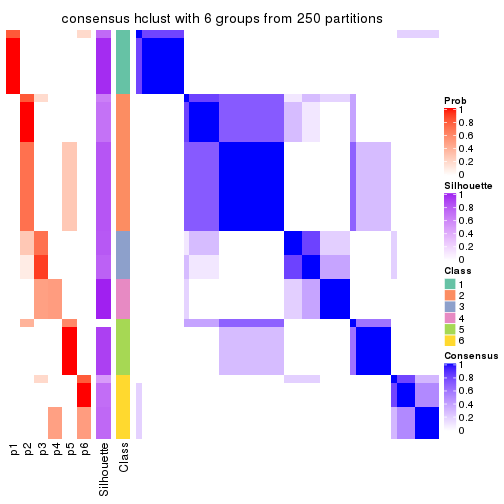 consensus hclust with 6 groups from 250 partitions
Prob
1
0.8
0.6
0.4
0.2
0
Silhouette
1
0.8
0.6
0.4
0.2
0
Class
1
2
3
4
5
6
Consensus
1
0.8
0.6
0.4
0.2
0
p1
p2
p3
p4
p5
p6
Silhouette
Class